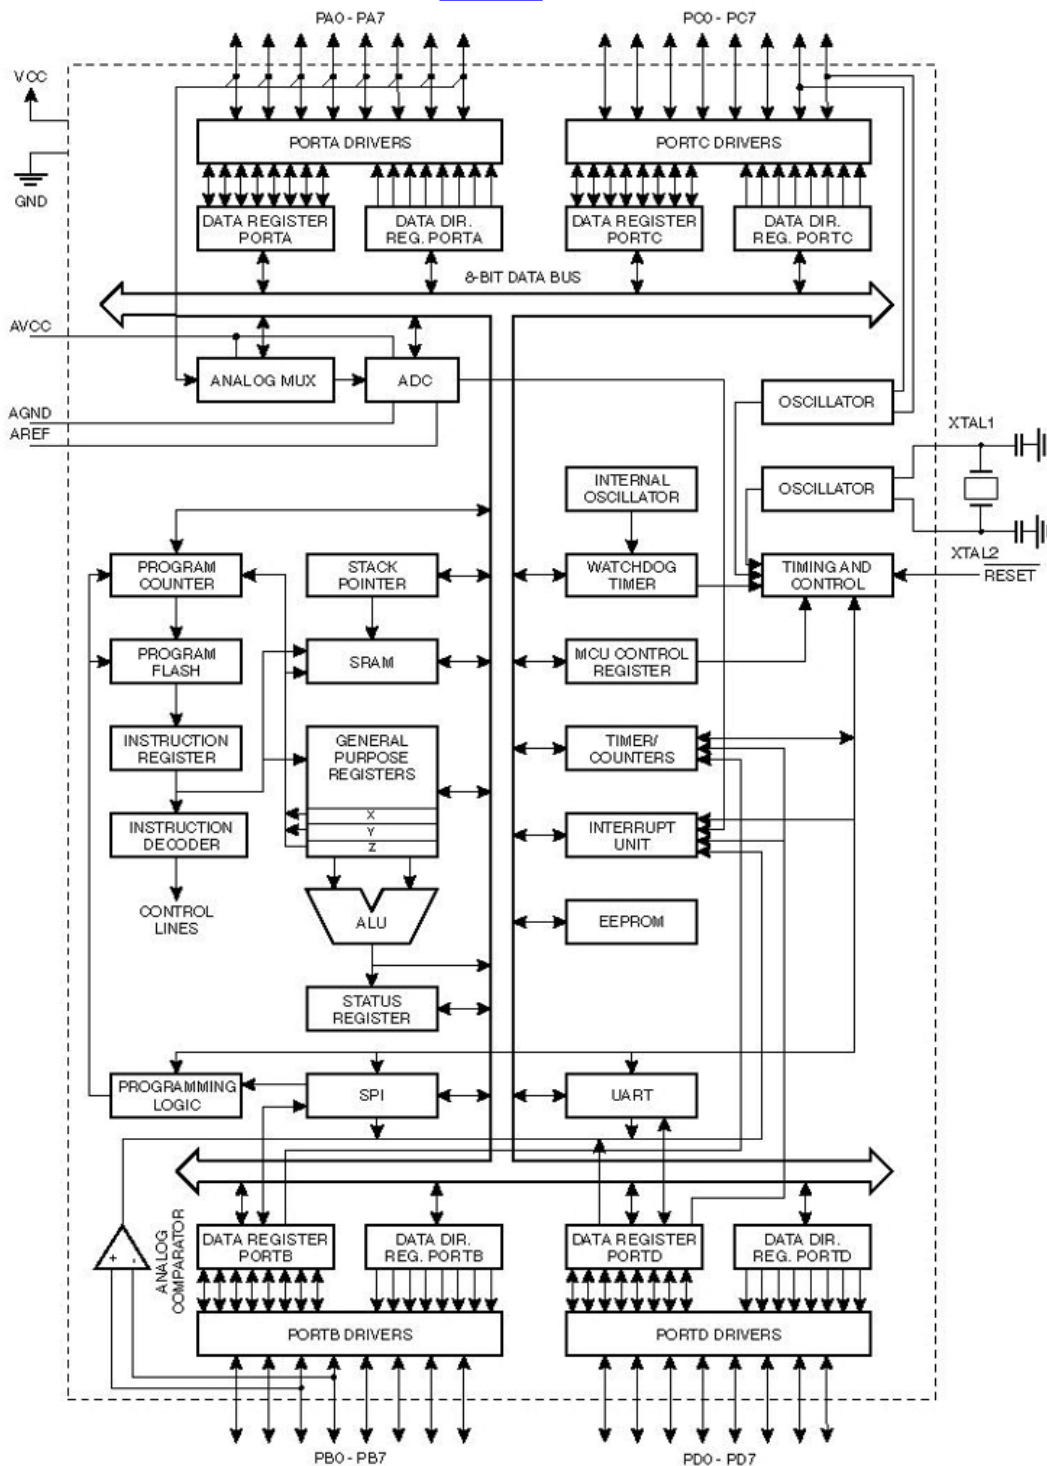 PA0 - PA7
PC0 - PC7
VCC
GND
PORTA DRIVERS
PORTC DRIVERS
DATA REGISTER
PORTA
DATA DIR.
REG. PORTA
DATA REGISTER
PORTC
DATA DIR.
REG. PORTC
8-BIT DATA BUS
AVCC
ANALOG MUX
ADC
AGND
AREF
OSCILLATOR
XTAL1
INTERNAL
OSCILLATOR
OSCILLATOR
XTAL2
RESET
PROGRAM
COUNTER
STACK
POINTER
WATCHDOG
TIMER
TIMING AND
CONTROL
PROGRAM
FLASH
SRAM
MCU CONTROL
REGISTER
INSTRUCTION
REGISTER
GENERAL
PURPOSE
REGISTERS
X
Y
Z
TIMER/
COUNTERS
INSTRUCTION
DECODER
INTERRUPT
UNIT
CONTROL
LINES
ALU
EEPROM
STATUS
REGISTER
PROGRAMMING
LOGIC
SPI
UART
+
-
ANALOG
COMPARATOR
DATA REGISTER
PORTB
DATA DIR.
REG. PORTB
DATA REGISTER
PORTD
DATA DIR.
REG. PORTD
PORTB DRIVERS
PORTD DRIVERS
PB0 - PB7
PD0 - PD7